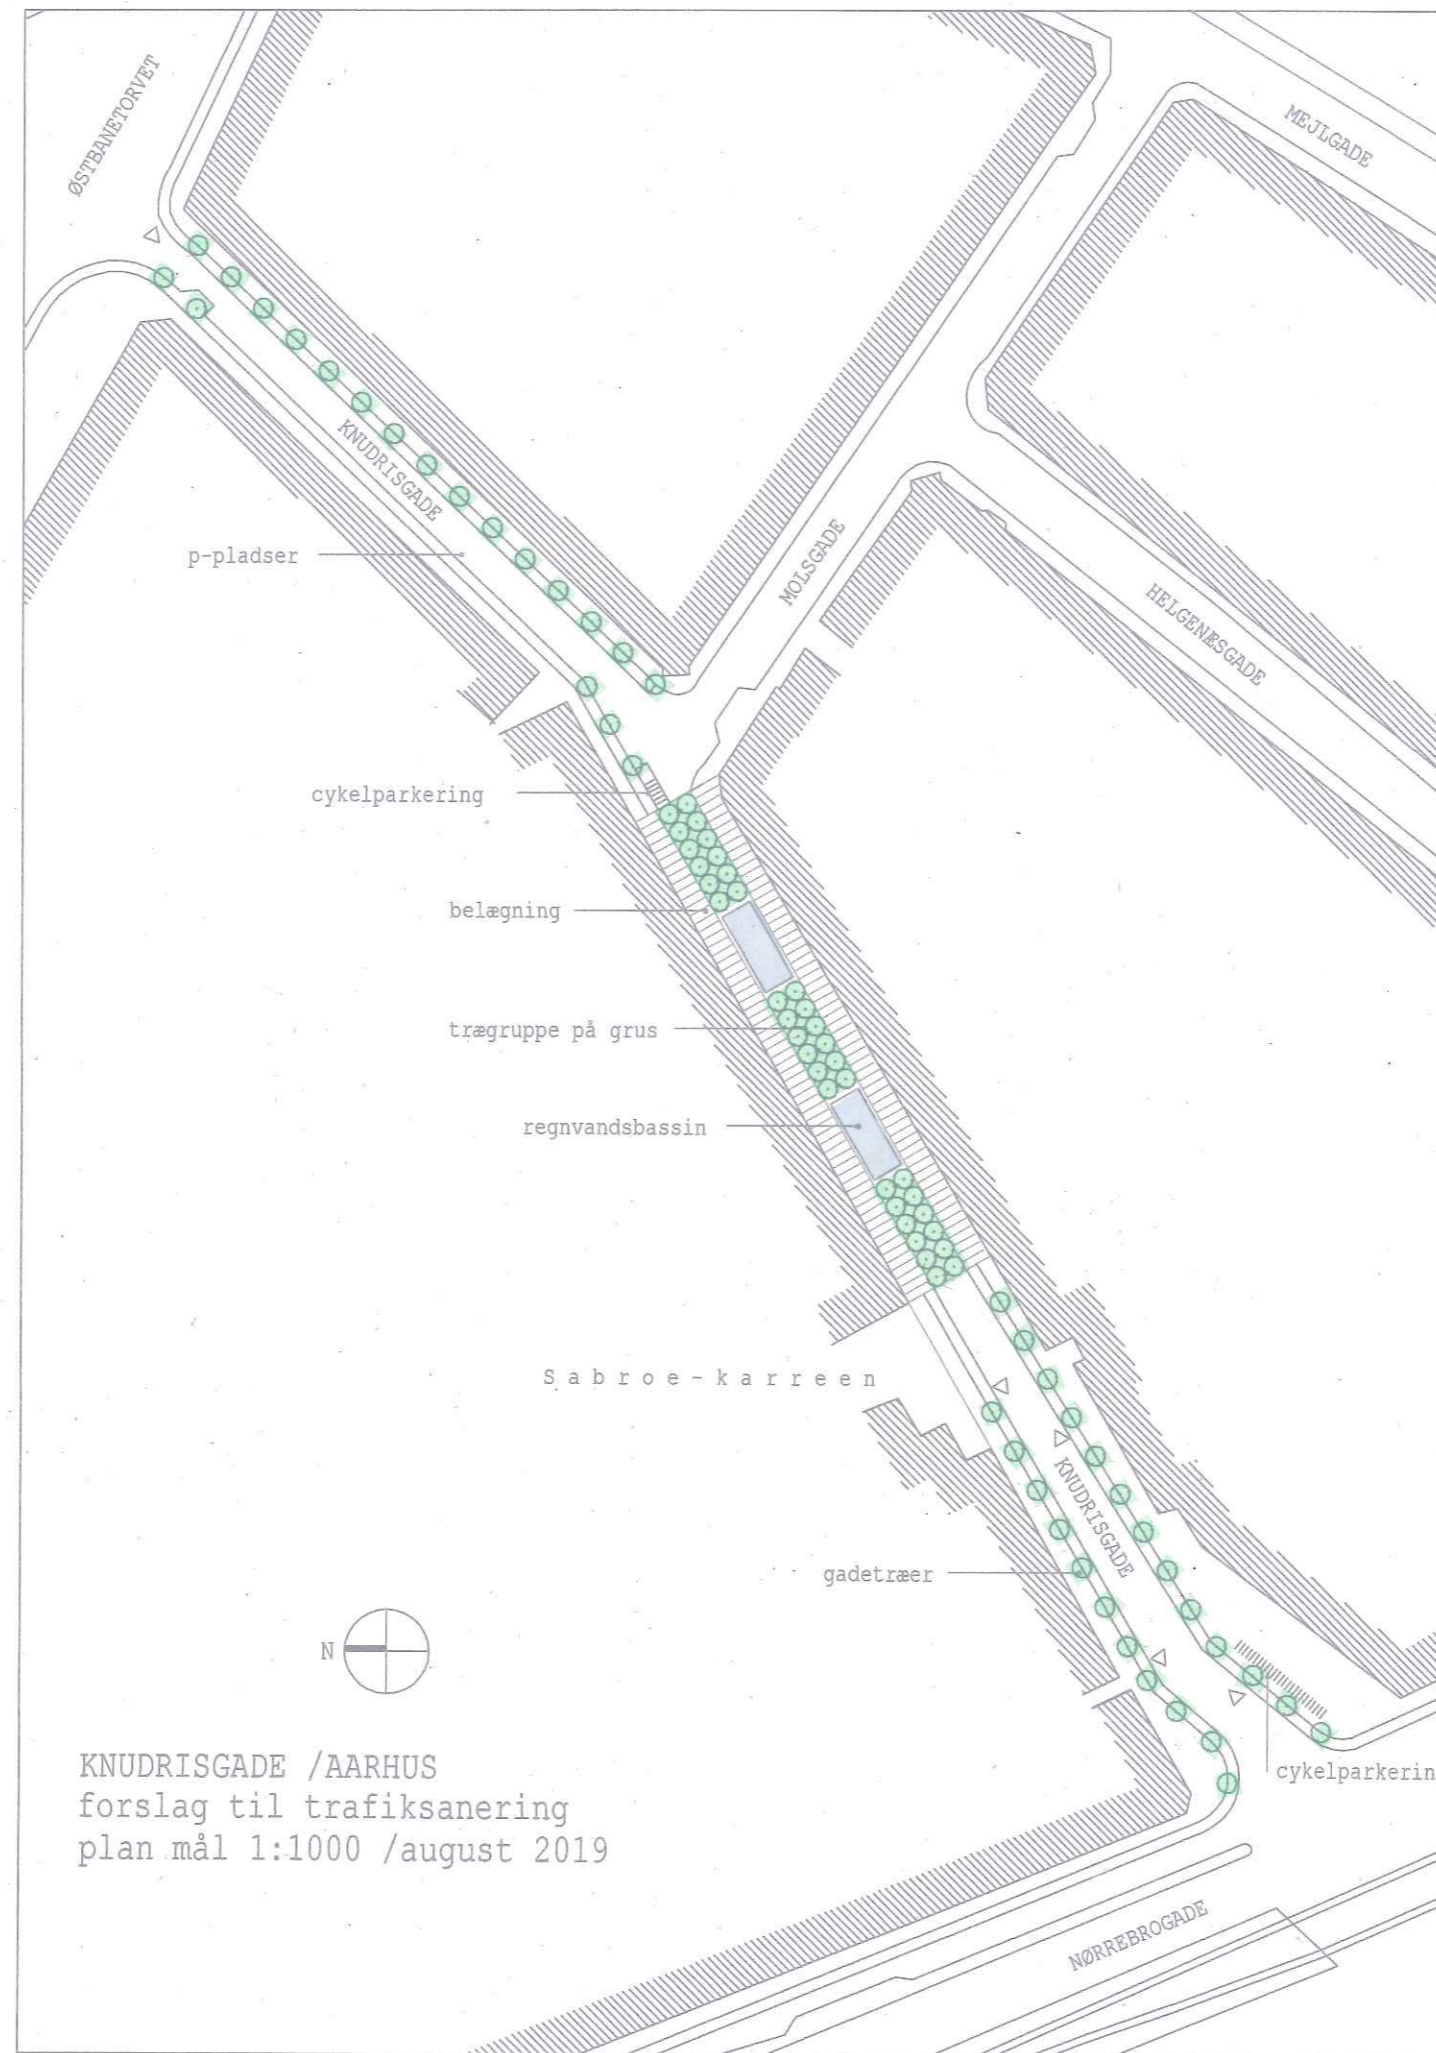 ØSTBANETORVET
MEJLGADE
KNUDRISGADE
p-pladser
MOLSGADE
HELGENÆSGADE
cykelparkering
belægning
trægruppe på grus
regnvandsbassin
Sabroe-karreen
KNUDRISGADE
gadetræer
N
cykelparkerin
KNUDRISGADE /AARHUS
forslag til trafiksanering
plan mål 1:1000 /august 2019
NØRREBROGADE